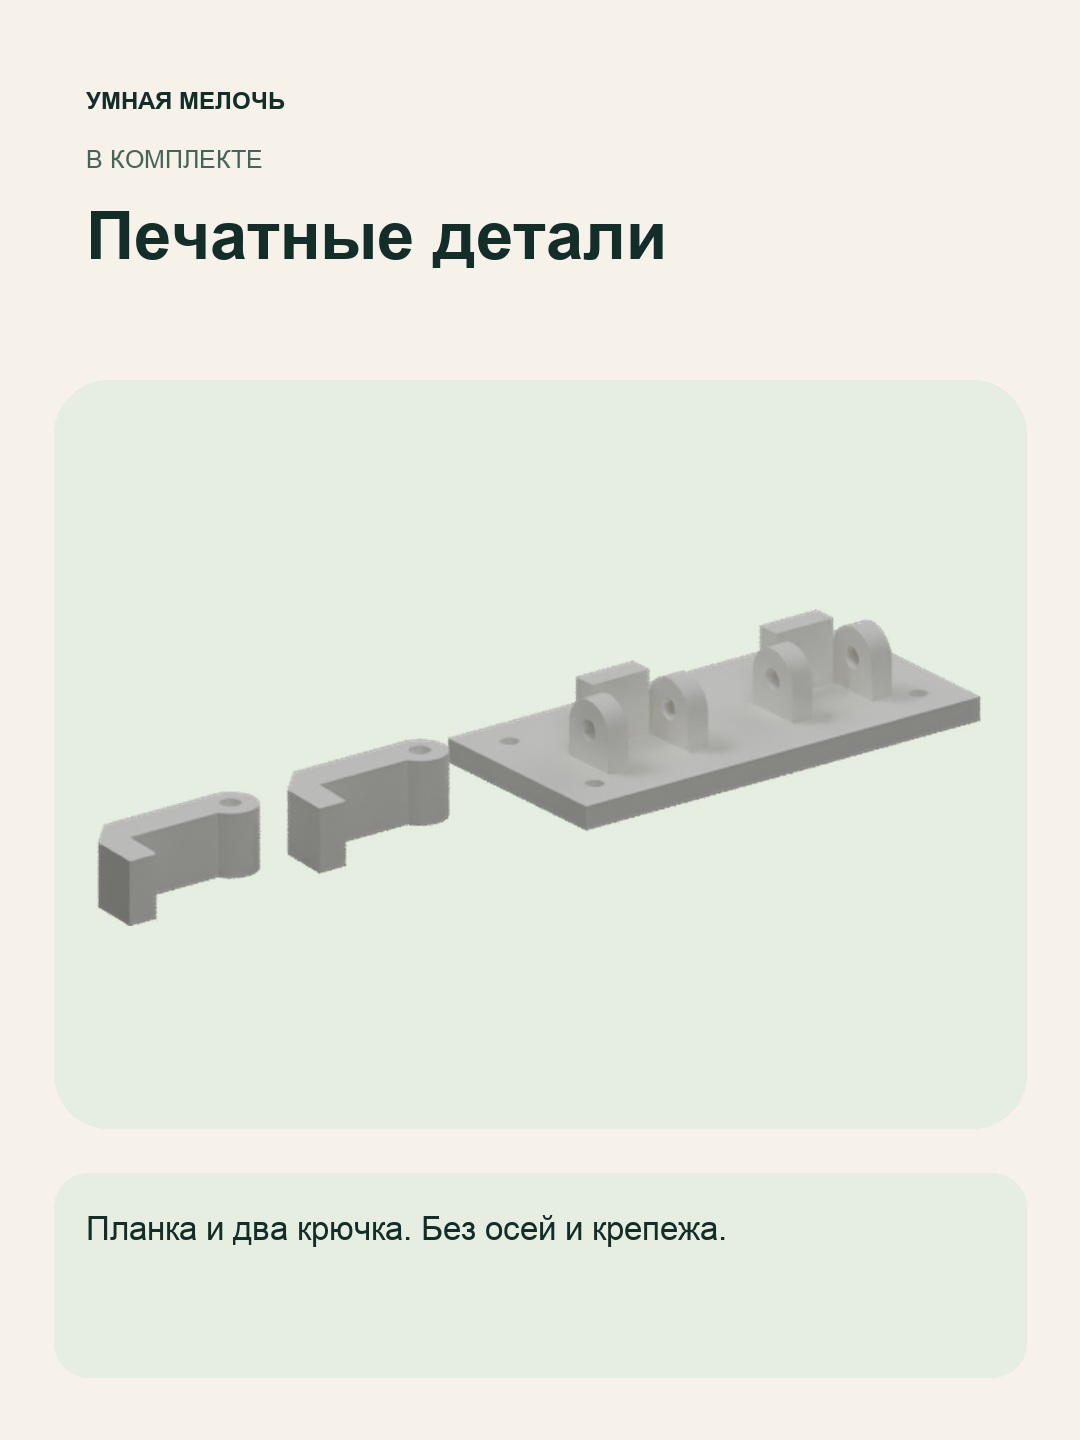 УМНАЯ МЕЛОЧЬ
В КОМПЛЕКТЕ
Печатные детали
Планка и два крючка. Без осей и крепежа.